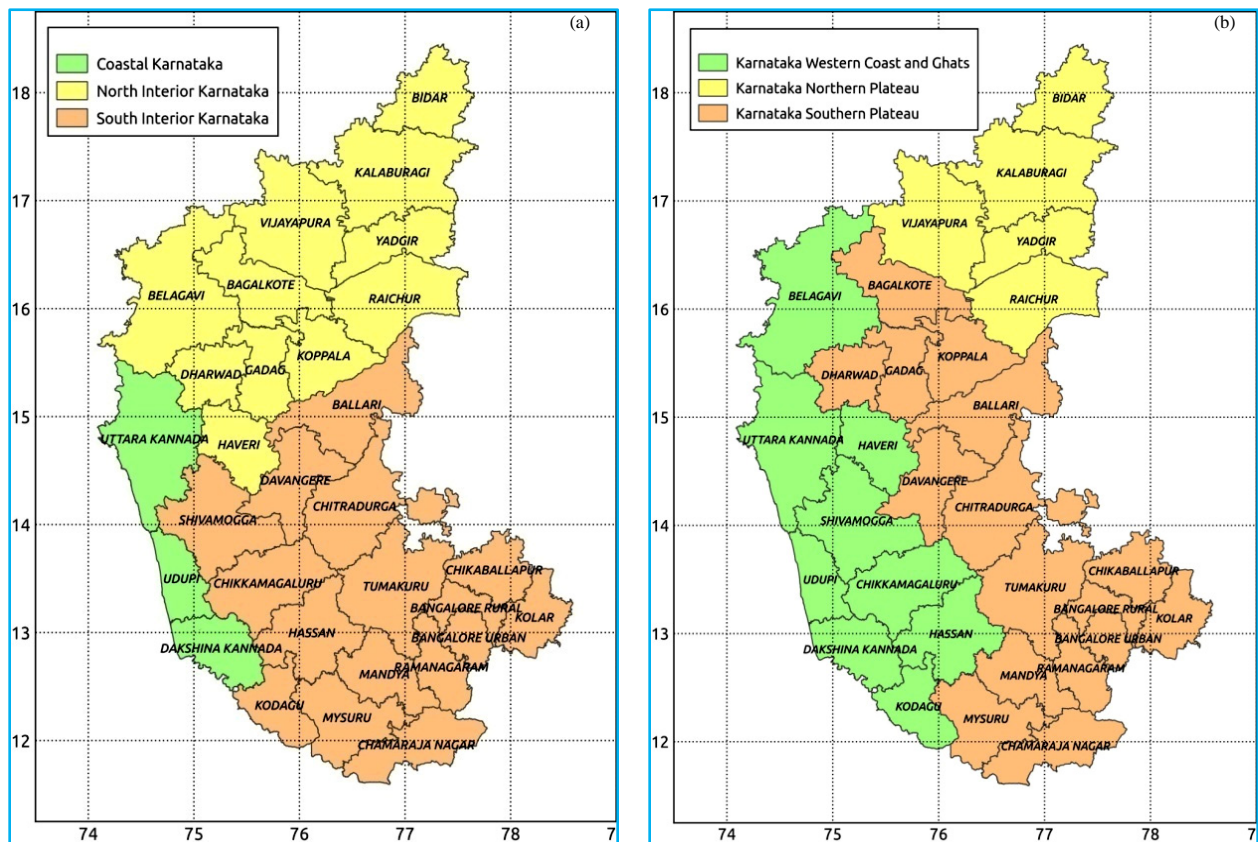 (a)
Coastal Karnataka
North Interior Karnataka
South Interior Karnataka
18
17
16
15
14
13
12
BIDAR
KALABURAGI
VIJAYAPURA
YADGIR
BAGALKOTE
BELAGAVI
RAICHUR
KOPPALA
DHARWAD
GADAG
BALLARI
UTTARA KANNADA
HAVERI
DAVANGERE
CHITRADURGA
SHIVAMOGGA
CHIKABALLAPUR
UDUPI
CHIKKAMAGALURU
TUMAKURU
BANGALORE RURAL
KOLAR
HASSAN
BANGALORE URBAN
DAKSHINA KANNADA
RAMANAGARAM
MANDYA
KODAGU
MYSURU
CHAMARAJA NAGAR
74
75
76
77
78
7
(b)
Karnataka Western Coast and Ghats
Karnataka Northern Plateau
Karnataka Southern Plateau
18
17
16
15
14
13
12
BIDAR
KALABURAGI
VIJAYAPURA
YADGIR
BAGALKOTE
BELAGAVI
RAICHUR
KOPPALA
DHARWAD
GADAG
BALLARI
UTTARA KANNADA
HAVERI
DAVANGERE
CHITRADURGA
SHIVAMOGGA
CHIKABALLAPUR
UDUPI
CHIKKAMAGALURU
TUMAKURU
BANGALORE RURAL
KOLAR
HASSAN
BANGALORE URBAN
DAKSHINA KANNADA
RAMANAGARAM
MANDYA
KODAGU
MYSURU
CHAMARAJA NAGAR
74
75
76
77
78
7